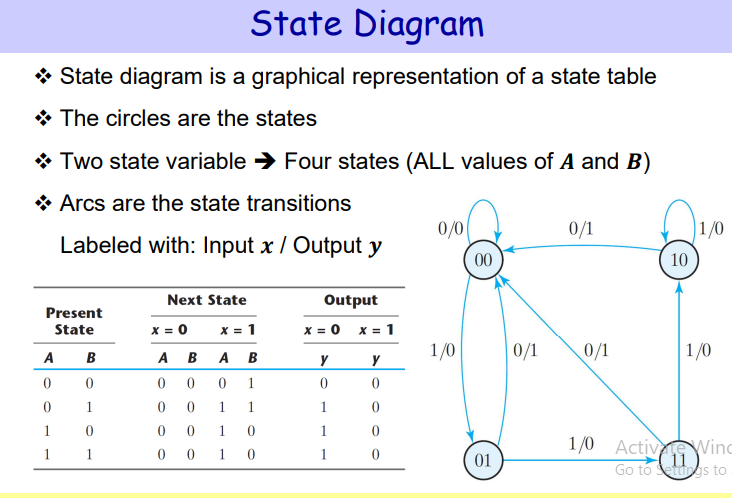 State Diagram
❖ State diagram is a graphical representation of a state table
❖ The circles are the states
❖ Two state variable ➔ Four states (ALL values of A and B)
❖ Arcs are the state transitions
Labeled with: Input x / Output y
Present State Next State Output
x = 0 x = 1 x = 0 x = 1
A B A B A B y y
0 0 0 0 0 1 0 0
0 1 0 0 1 1 1 0
1 0 0 0 1 0 1 0
1 1 0 0 1 0 1 0
0/0 0/1 1/0
00 10
1/0 0/1 0/1 1/0
1/0
01 11
Activate Wind
Go to Settings to